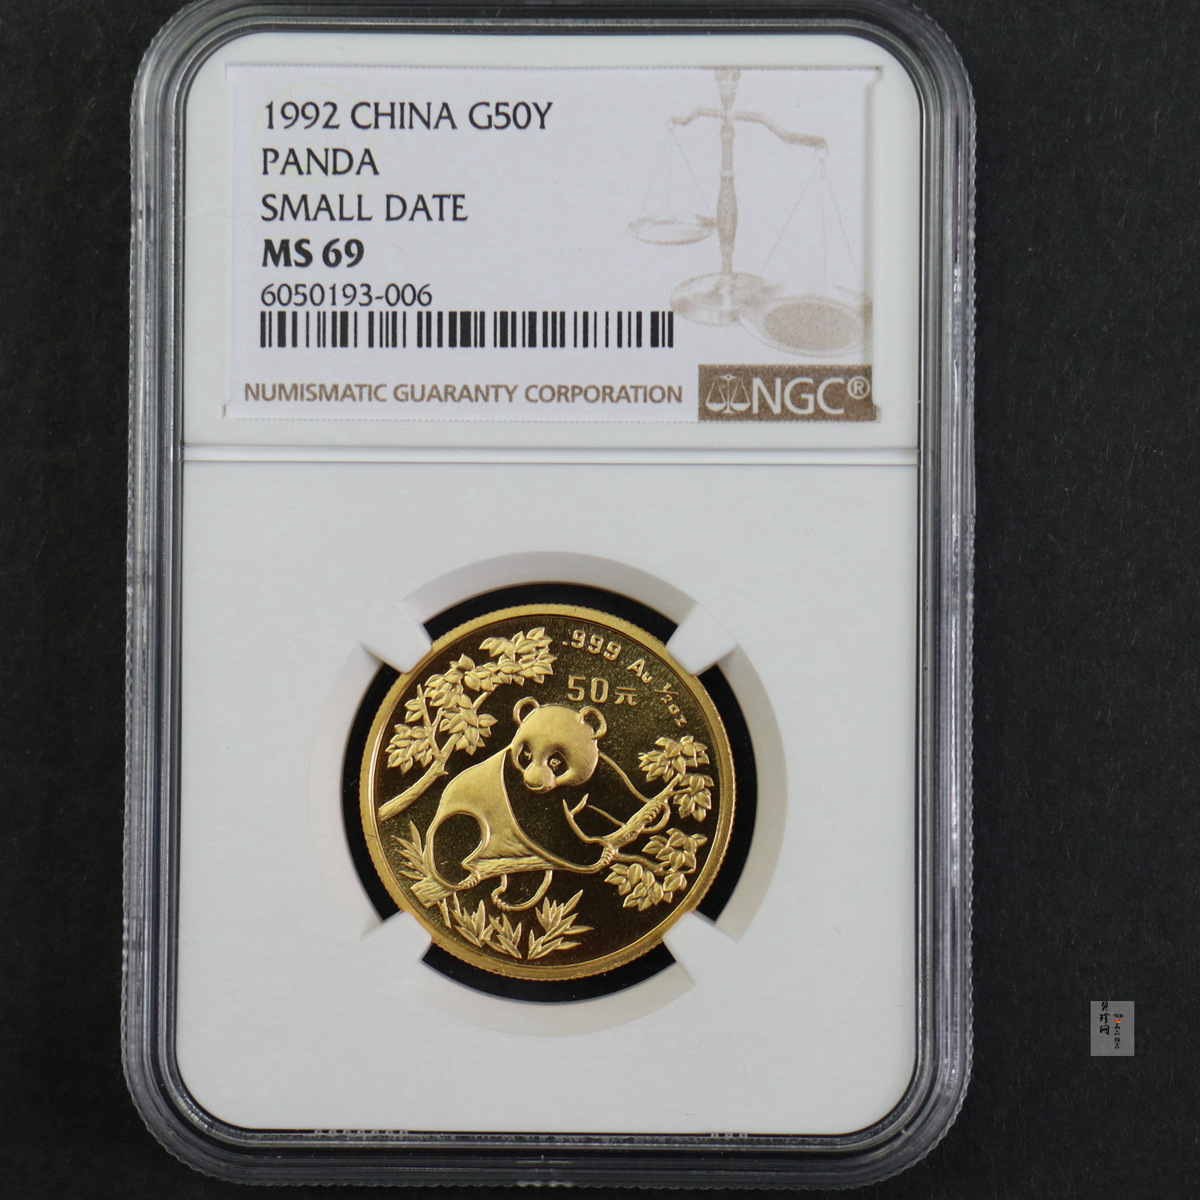 1992 CHINA G50Y
PANDA
SMALL DATE
MS 69
6050193-006
NUMISMATIC GUARANTY CORPORATION
NGC®
.999 Au 1/2oz
50元